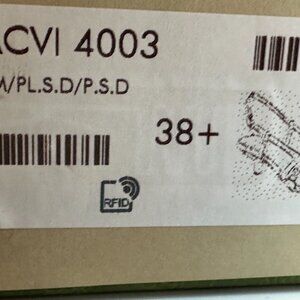 ACVI 4003
M/PL.S.D/P.S.D
38+
RFID